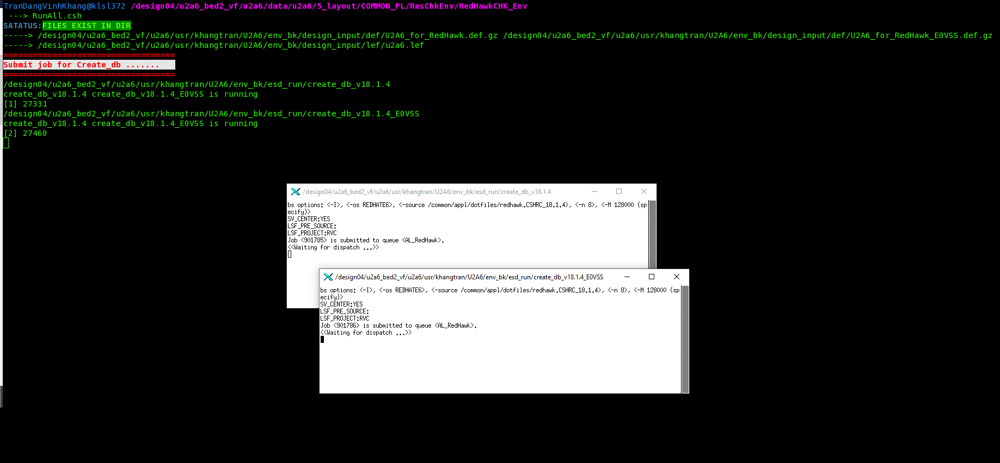 TranDangVinhKhang@klsl372 /design04/u2a6_bed2_vf/u2a6/data/u2a6/5_layout/COMMON_PL/ResChkEnv/RedHawkCHK_Env
---> RunAll.csh
SATATUS:FILES EXIST IN DIR
-----> /design04/u2a6_bed2_vf/u2a6/usr/khangtran/U2A6/env_bk/design_input/def/U2A6_for_RedHawk.def.gz /design04/u2a6_bed2_vf/u2a6/usr/khangtran/U2A6/env_bk/design_input/def/U2A6_for_RedHawk_E0VSS.def.gz
-----> /design04/u2a6_bed2_vf/u2a6/usr/khangtran/U2A6/env_bk/design_input/lef/u2a6.lef
===================================
Submit job for Create_db .......
===================================
/design04/u2a6_bed2_vf/u2a6/usr/khangtran/U2A6/env_bk/esd_run/create_db_v18.1.4
create_db_v18.1.4 create_db_v18.1.4_E0VSS is running
[1] 27331
/design04/u2a6_bed2_vf/u2a6/usr/khangtran/U2A6/env_bk/esd_run/create_db_v18.1.4_E0VSS
create_db_v18.1.4 create_db_v18.1.4_E0VSS is running
[2] 27460
/design04/u2a6_bed2_vf/u2a6/usr/khangtran/U2A6/env_bk/esd_run/create_db_v18.1.4
bs options: <-I>, <-os REDHATE6>, <-source /common/appl/dotfiles/redhawk.CSHRC_18.1.4>, <-n 8>, <-M 128000 (sp
ecify)>
SV_CENTER:YES
LSF_PRE_SOURCE:
LSF_PROJECT:RVC
Job <901785> is submitted to queue <AL_RedHawk>.
<<Waiting for dispatch ...>>
/design04/u2a6_bed2_vf/u2a6/usr/khangtran/U2A6/env_bk/esd_run/create_db_v18.1.4_E0VSS
bs options: <-I>, <-os REDHATE6>, <-source /common/appl/dotfiles/redhawk.CSHRC_18.1.4>, <-n 8>, <-M 128000 (sp
ecify)>
SV_CENTER:YES
LSF_PRE_SOURCE:
LSF_PROJECT:RVC
Job <901786> is submitted to queue <AL_RedHawk>.
<<Waiting for dispatch ...>>